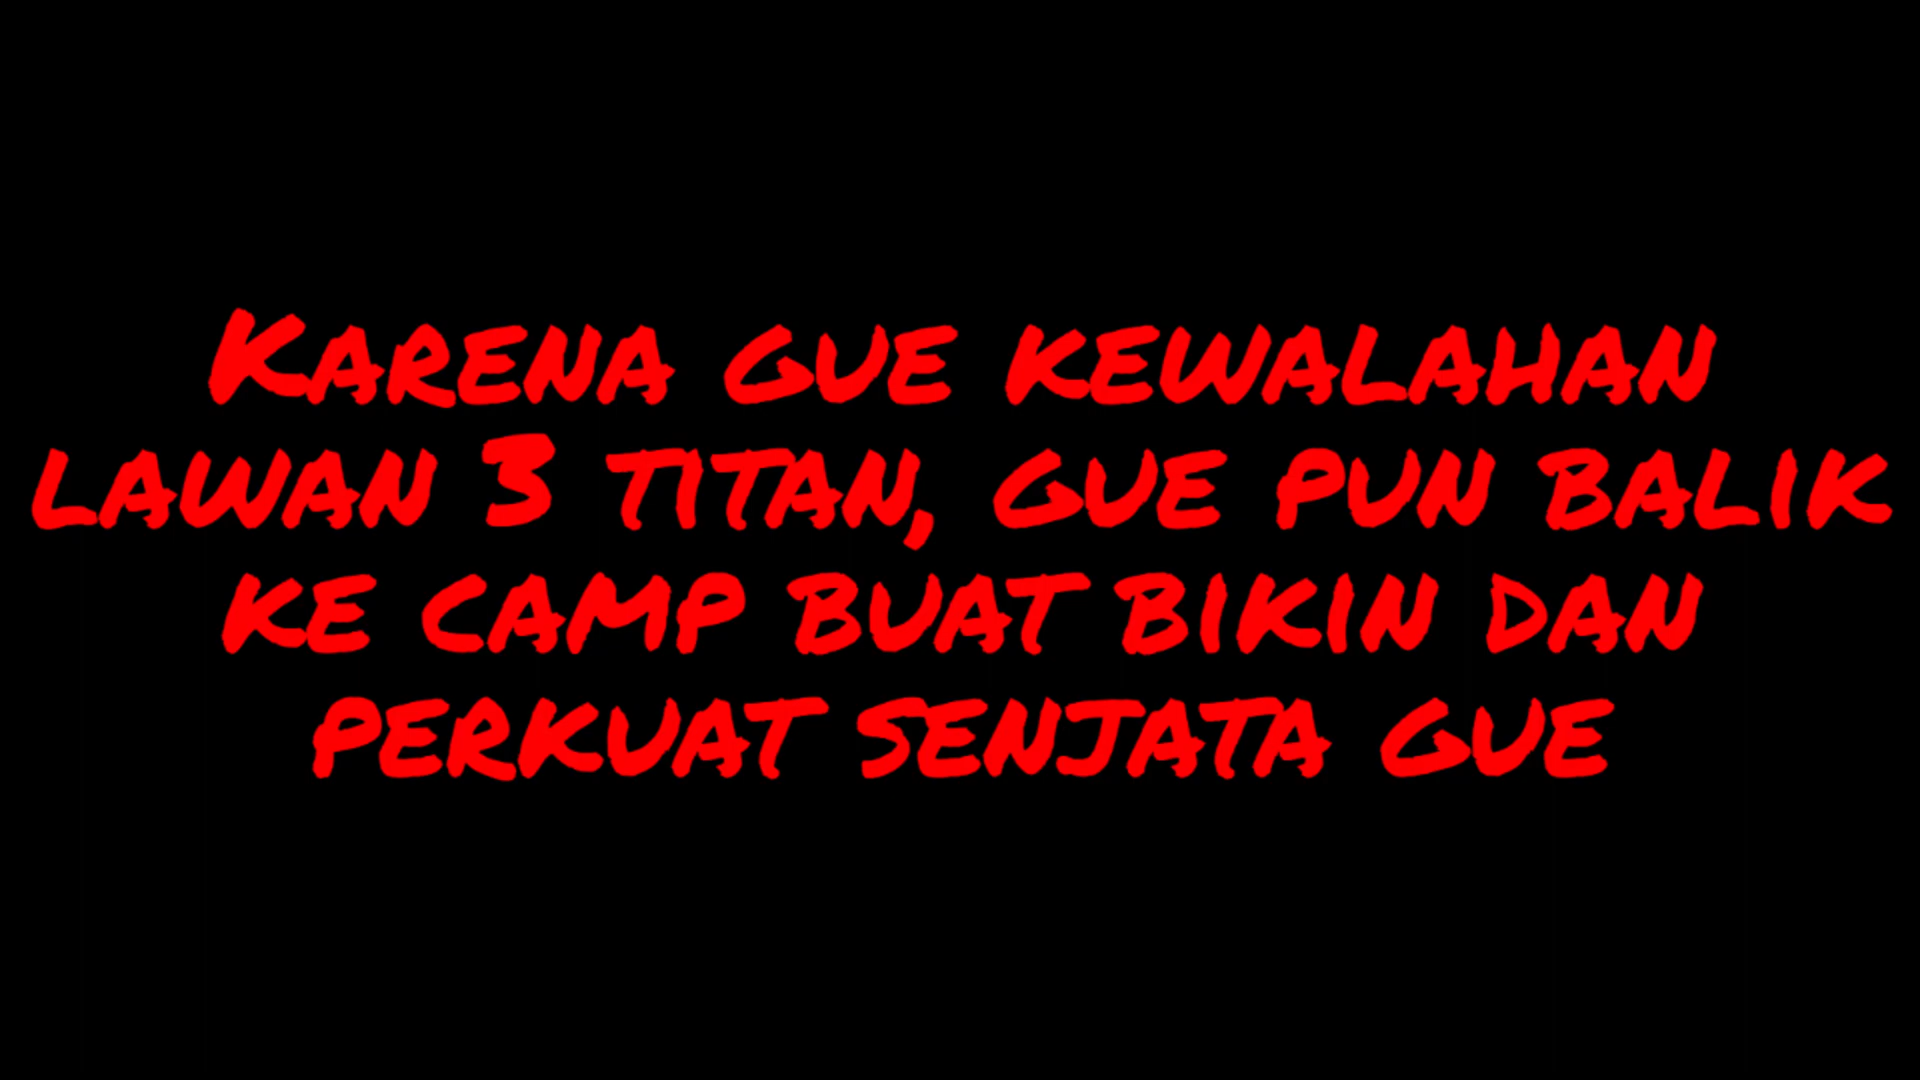 Karena gue kewalahan
lawan 3 titan, gue pun balik
ke camp buat bikin dan
perkuat senjata gue